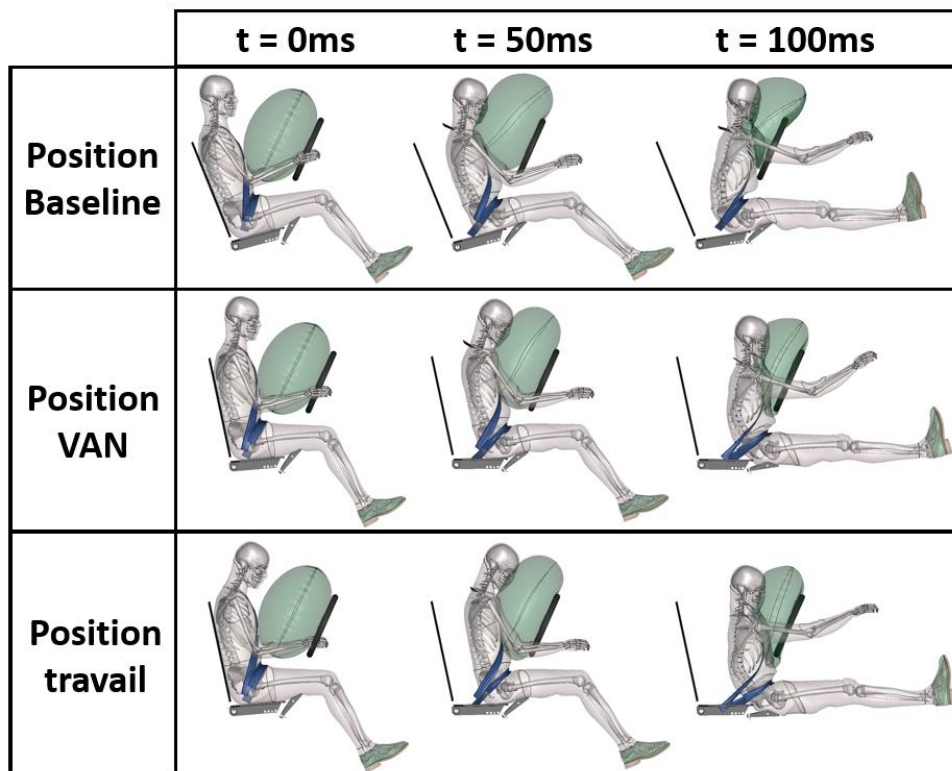 t = 0ms
t = 50ms
t = 100ms
Position
Baseline
Position
VAN
Position
travail